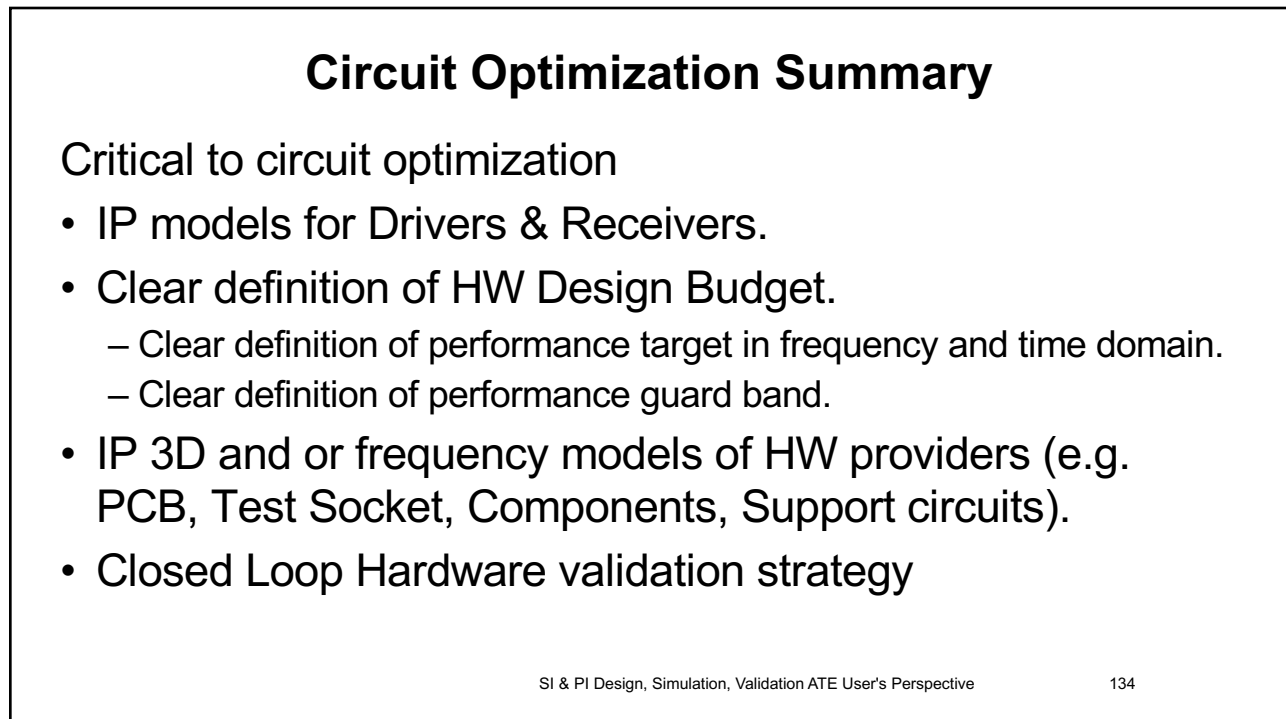 Circuit Optimization Summary
Critical to circuit optimization
• IP models for Drivers & Receivers.
• Clear definition of HW Design Budget.
– Clear definition of performance target in frequency and time domain.
– Clear definition of performance guard band.
• IP 3D and or frequency models of HW providers (e.g.
PCB, Test Socket, Components, Support circuits).
• Closed Loop Hardware validation strategy
SI & PI Design, Simulation, Validation ATE User's Perspective 134